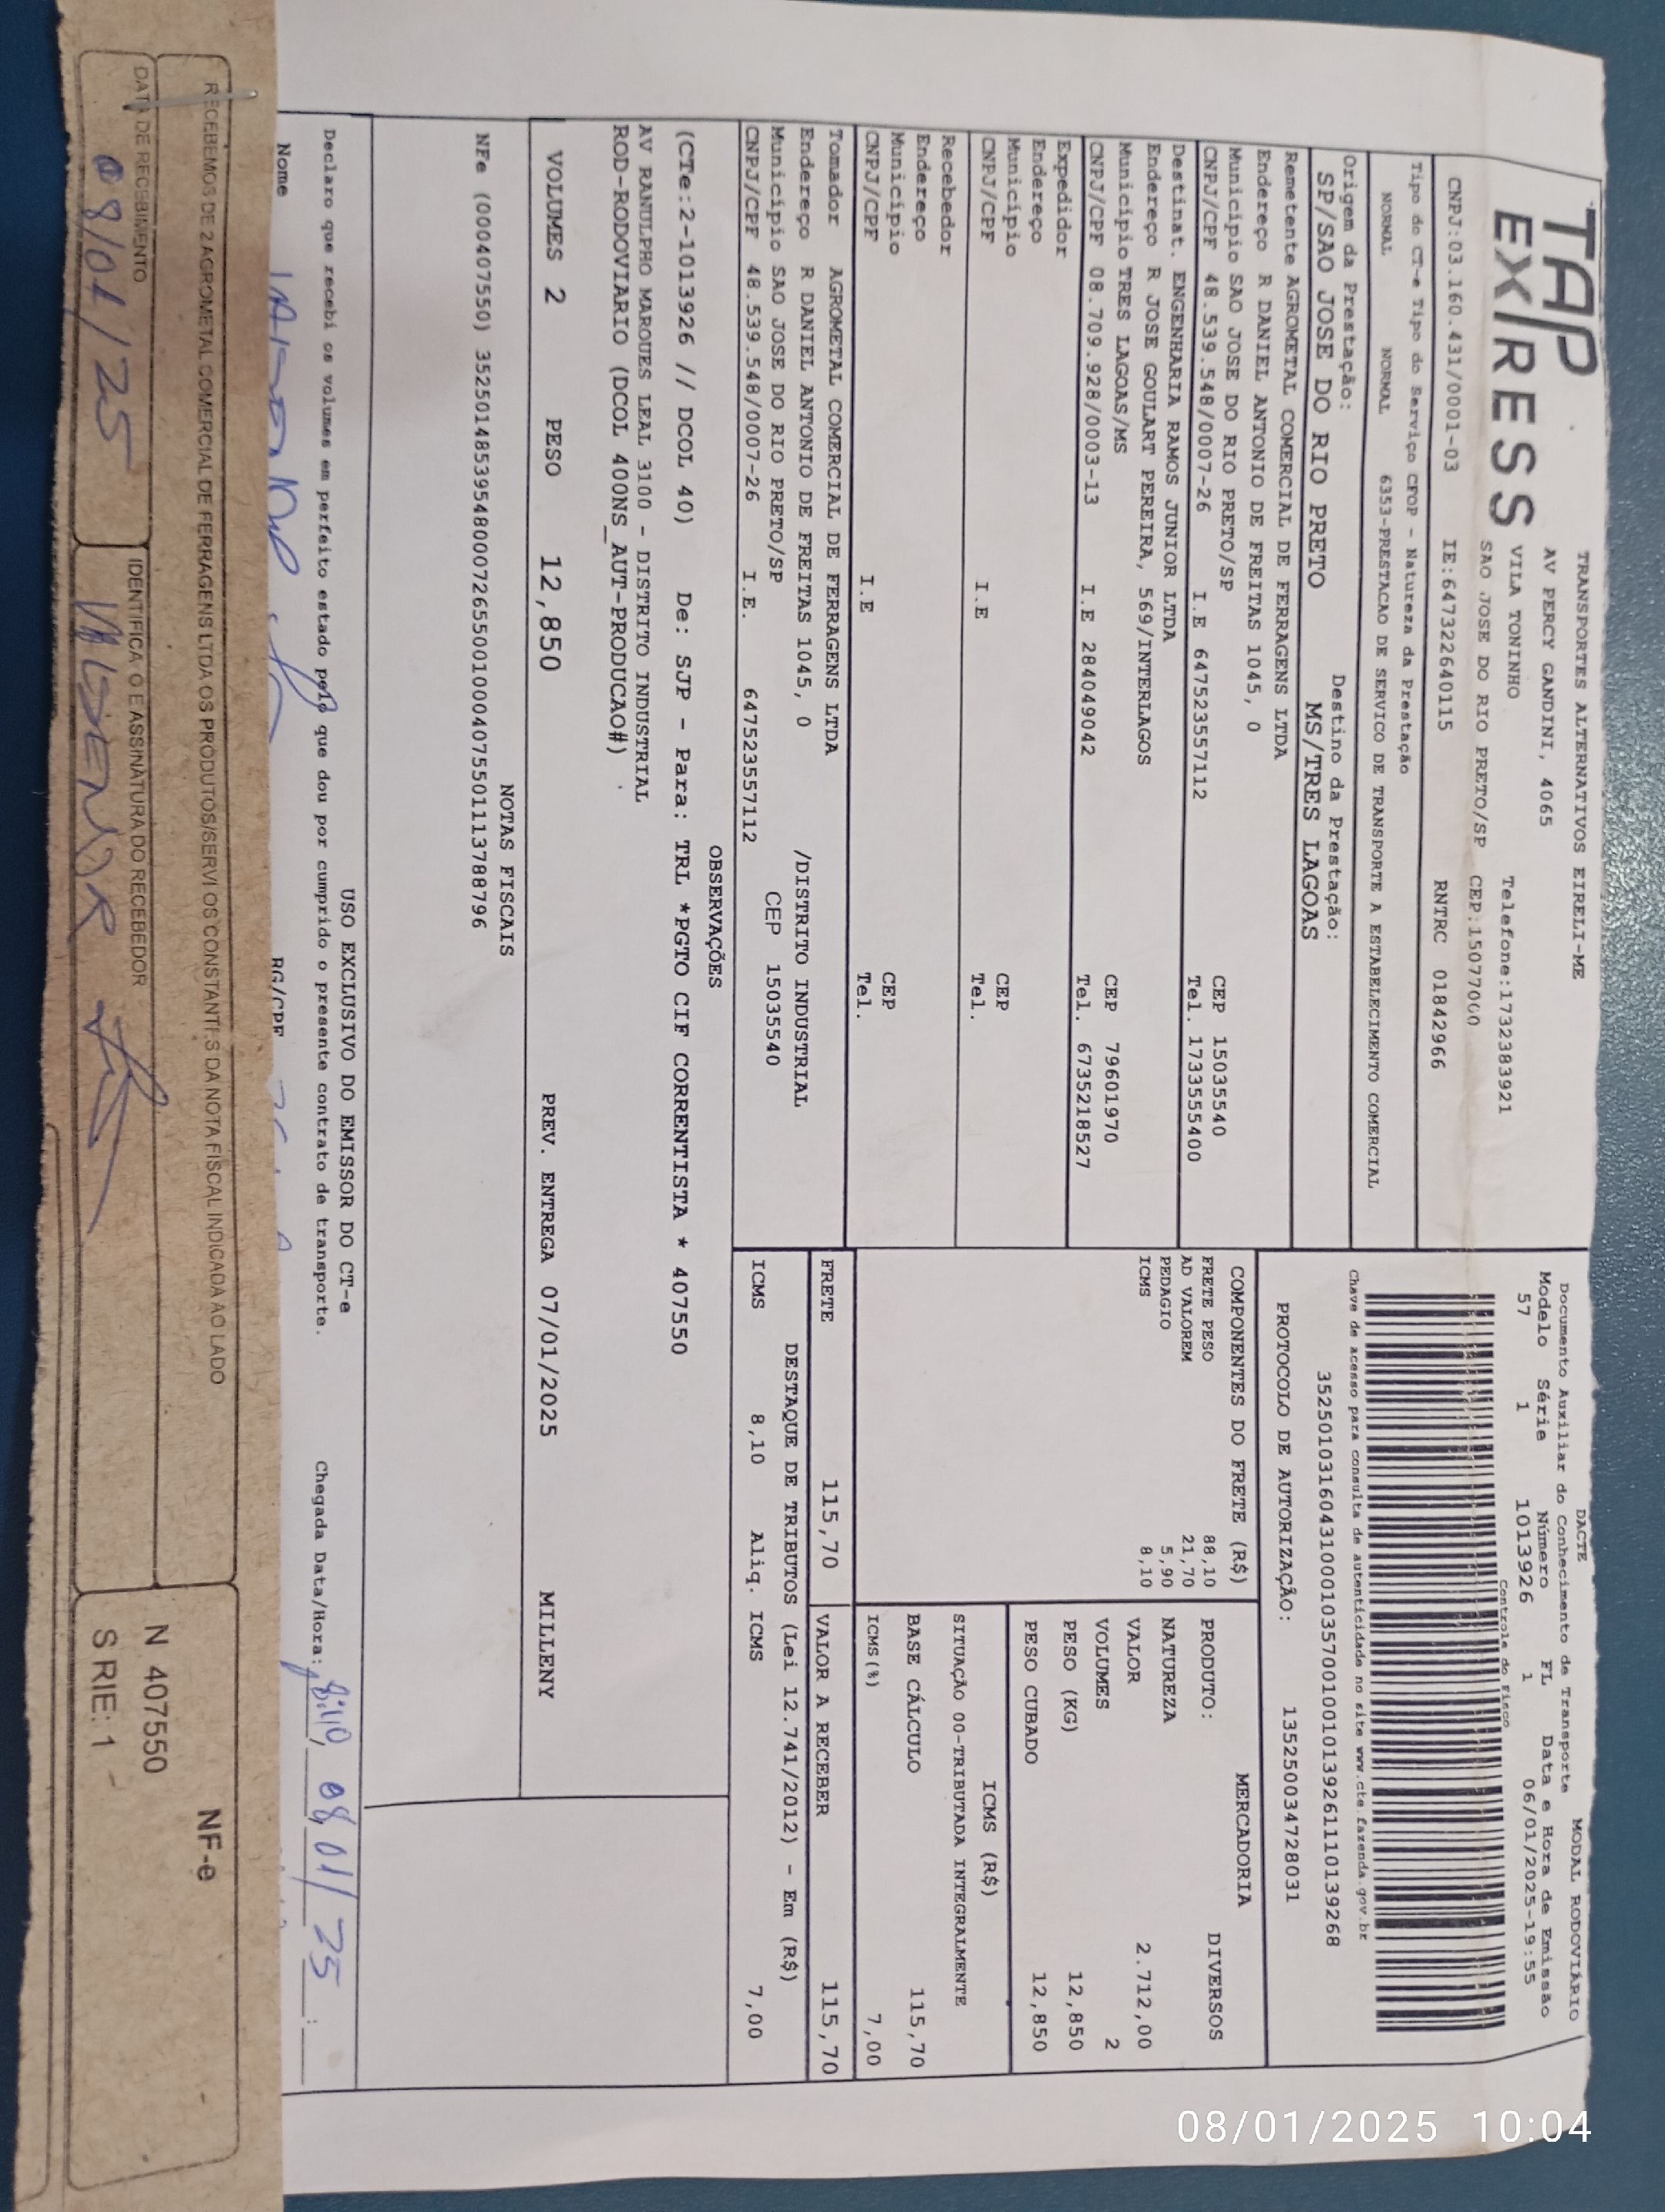 TAP
EX/RESS
TRANSPORTES ALTERNATIVOS EIRELI-ME
AV PERCY GANDINI, 4065
VILA TONINHO
Telefone:1732383921
SAO JOSE DO RIO PRETO/SP CEP:15077000
CNPJ:03.160.431/0001-03 IE:647322640115 RNTRC 01842966
Tipo do CT-e Tipo do Serviço CFOP - Natureza da Prestação
NORMAL NORMAL 6353-PRESTACAO DE SERVICO DE TRANSPORTE A ESTABELECIMENTO COMERCIAL
Origem da Prestação: Destino da Prestação:
SP/SAO JOSE DO RIO PRETO MS/TRES LAGOAS
Remetente AGROMETAL COMERCIAL DE FERRAGENS LTDA
Endereço R DANIEL ANTONIO DE FREITAS 1045, 0
Município SAO JOSE DO RIO PRETO/SP CEP 15035540
CNPJ/CPF 48.539.548/0007-26 I.E 647523557112 Tel. 17335555400
Destinat. ENGENHARIA RAMOS JUNIOR LTDA
Endereço R JOSE GOULART PEREIRA, 569/INTERLAGOS
Município TRES LAGOAS/MS CEP 79601970
CNPJ/CPF 08.709.928/0003-13 I.E 284049042 Tel. 6735218527
Expedidor
Endereço
Município CEP
CNPJ/CPF I.E Tel.
Recebedor
Endereço
Município CEP
CNPJ/CPF I.E Tel.
Tomador AGROMETAL COMERCIAL DE FERRAGENS LTDA
Endereço R DANIEL ANTONIO DE FREITAS 1045, 0 /DISTRITO INDUSTRIAL
Município SAO JOSE DO RIO PRETO/SP CEP 15035540
CNPJ/CPF 48.539.548/0007-26 I.E. 647523557112
DACTE MODAL RODOVIÁRIO
Documento Auxiliar do Conhecimento de Transporte
Modelo Série Número FL Data e Hora de Emissão
57 1 1013926 1 06/01/2025-19:55
Controle do Fisco
Chave de acesso para consulta de autenticidade no site www.cte.fazenda.gov.br
35250103160431000103570010010139261110139268
PROTOCOLO DE AUTORIZAÇÃO: 135250034728031
COMPONENTES DO FRETE (R$)
FRETE PESO 88,10
AD VALOREM 21,70
PEDAGIO 5,90
ICMS 8,10
MERCADORIA
PRODUTO: DIVERSOS
NATUREZA
VALOR 2.712,00
VOLUMES 2
PESO (KG) 12,850
PESO CUBADO 12,850
ICMS (R$)
SITUAÇÃO 00-TRIBUTADA INTEGRALMENTE
BASE CÁLCULO 115,70
ICMS(%) 7,00
FRETE 115,70 VALOR A RECEBER 115,70
DESTAQUE DE TRIBUTOS (Lei 12.741/2012) - Em (R$)
ICMS 8,10 Aliq. ICMS 7,00
OBSERVAÇÕES
(CTe:2-1013926 // DCOL 40) De: SJP - Para: TRL *PGTO CIF CORRENTISTA * 407550
AV RANULPHO MARQUES LEAL 3100 - DISTRITO INDUSTRIAL
ROD-RODOVIARIO (DCOL 400NS_AUT-PRODUCAO#)
VOLUMES 2 PESO 12,850 PREV. ENTREGA 07/01/2025 MILLENY
NOTAS FISCAIS
NFe (000407550) 35250148539548000726550010004075501113788796
USO EXCLUSIVO DO EMISSOR DO CT-e
Declaro que recebi os volumes em perfeito estado pelo que dou por cumprido o presente contrato de transporte. Chegada Data/Hora: 08/01/25 :
Nome RG/CPF
RECEBEMOS DE 2 AGROMETAL COMERCIAL DE FERRAGENS LTDA OS PRODUTOS/SERVI OS CONSTANTES DA NOTA FISCAL INDICADA AO LADO
DATA DE RECEBIMENTO IDENTIFICA O E ASSINATURA DO RECEBEDOR
08/01/25 VALDENOR
NF-e
N 407550
S RIE: 1
08/01/2025 10:04